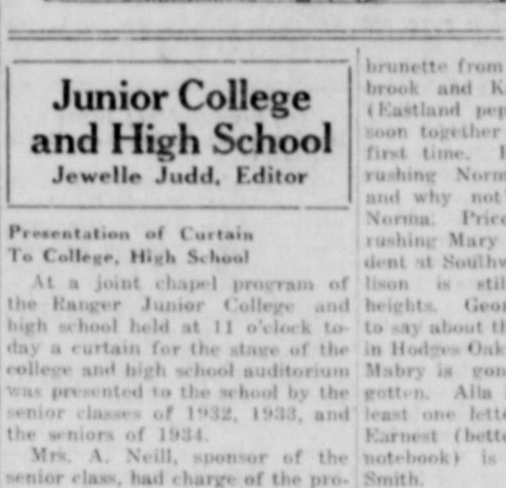 Junior College
and High School
Jewelle Judd, Editor
Presentation of Curtain
To College, High School
At a joint chapel program of
the Ranger Junior College and
high school held at 11 o'clock to-
day a curtain for the stage of the
college and high school auditorium
was presented to the school by the
senior classes of 1932, 1933, and
the seniors of 1934.
Mrs. A. Neill, sponsor of the
senior class, had charge of the pro-
brunette from
brook and K
(Eastland pep
soon together
first time.
rushing Norm
and why not
Norma. Price
rushing Mary
dent at Southw
lison is stil
heights. Geor
to say about th
in Hodges Oak
Mabry is gon
gotten. Alla
least one lette
Earnest (bette
notebook) is
Smith.